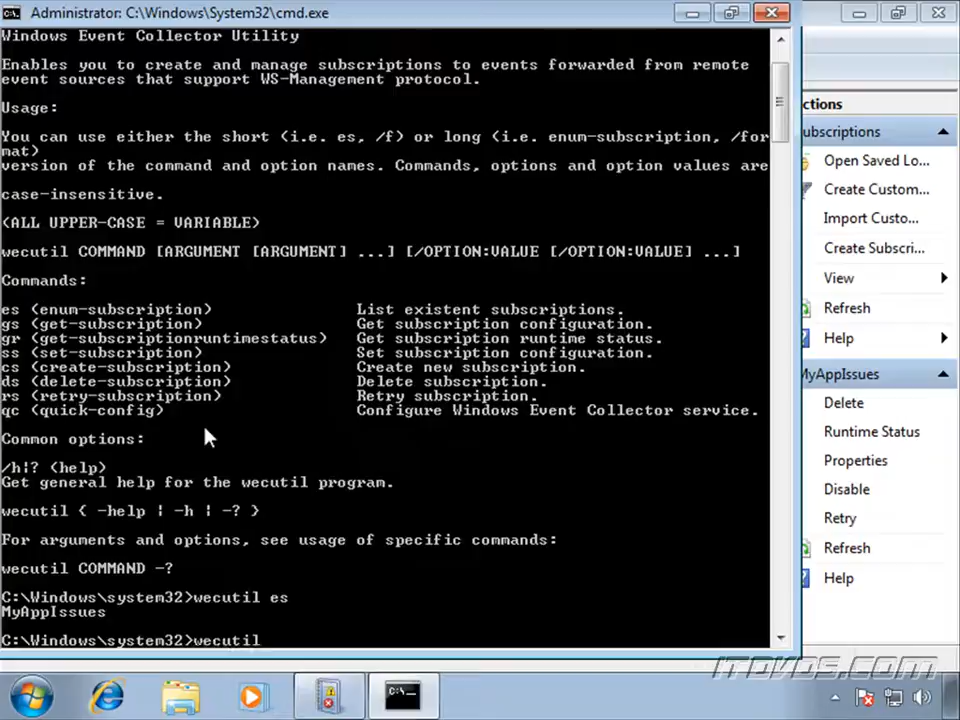 Administrator: C:\Windows\System32\cmd.exe
Windows Event Collector Utility
Enables you to create and manage subscriptions to events forwarded from remote
event sources that support WS-Management protocol.
Usage:
You can use either the short (i.e. es, /f) or long (i.e. enum-subscription, /for
mat)
version of the command and option names. Commands, options and option values are
case-insensitive.
(ALL UPPER-CASE = VARIABLE)
wecutil COMMAND [ARGUMENT [ARGUMENT] ...] [/OPTION:VALUE [/OPTION:VALUE] ...]
Commands:
es (enum-subscription) List existent subscriptions.
gs (get-subscription) Get subscription configuration.
gr (get-subscriptionruntimestatus) Get subscription runtime status.
ss (set-subscription) Set subscription configuration.
cs (create-subscription) Create new subscription.
ds (delete-subscription) Delete subscription.
rs (retry-subscription) Retry subscription.
qc (quick-config) Configure Windows Event Collector service.
Common options:
/h|? (help)
Get general help for the wecutil program.
wecutil { -help | -h | -? }
For arguments and options, see usage of specific commands:
wecutil COMMAND -?
C:\Windows\system32>wecutil es
MyAppIssues
C:\Windows\system32>wecutil
ctions
ubscriptions
Open Saved Lo...
Create Custom...
Import Custo...
Create Subscri...
View
Refresh
Help
MyAppIssues
Delete
Runtime Status
Properties
Disable
Retry
Refresh
Help
ITdvds.com